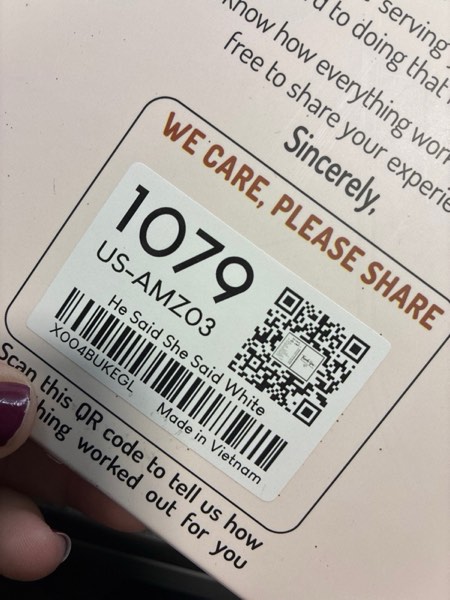 serving
d to doing that
know how everything wor
free to share your experie
Sincerely,
WE CARE, PLEASE SHARE
1079
US-AMZ03
He Said She Said White
X004BUKEGL
Made in Vietnam
Scan this QR code to tell us how
hing worked out for you